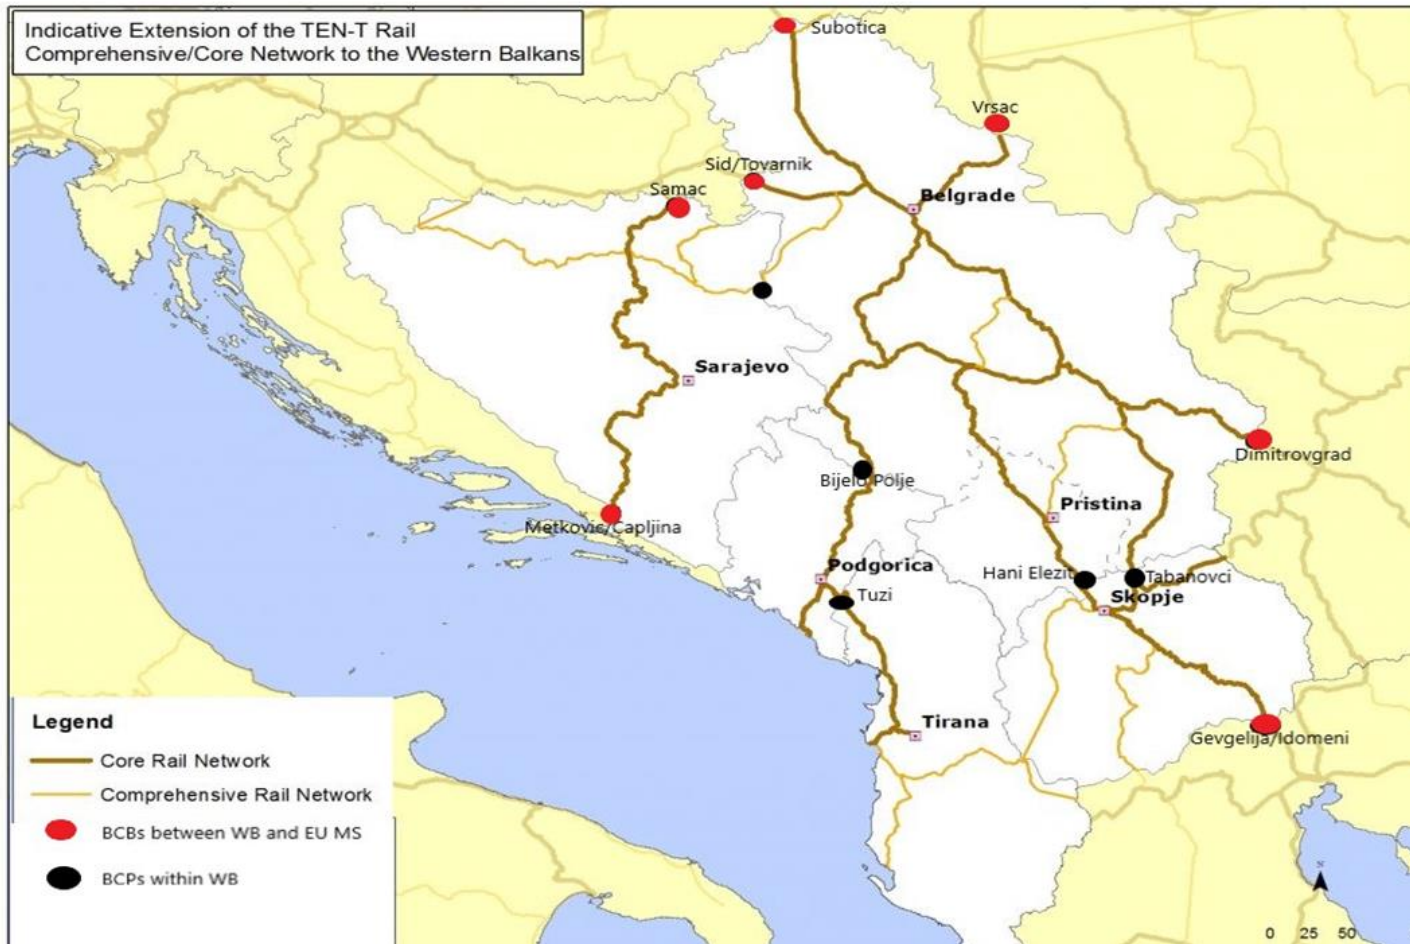 Indicative Extension of the TEN-T Rail
Comprehensive/Core Network to the Western Balkans
Subotica
Vrsac
Sid/Tovarnik
Samac
Belgrade
Sarajevo
Dimitrovgrad
Bijelo Polje
Pristina
Metkovic/Capljina
Podgorica
Hani Elezit
Tabanovci
Tuzi
Skopje
Tirana
Gevgelija/Idomeni
Legend
Core Rail Network
Comprehensive Rail Network
BCBs between WB and EU MS
BCPs within WB
N
0 25 50